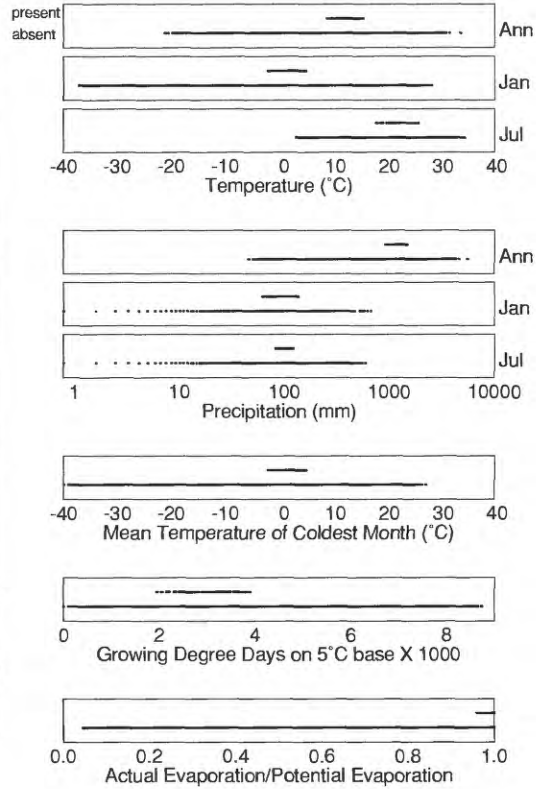 present
absent
Ann
Jan
Jul
-40 -30 -20 -10 0 10 20 30 40
Temperature (°C)
Ann
Jan
Jul
1 10 100 1000 10000
Precipitation (mm)
-40 -30 -20 -10 0 10 20 30 40
Mean Temperature of Coldest Month (°C)
0 2 4 6 8
Growing Degree Days on 5°C base X 1000
0.0 0.2 0.4 0.6 0.8 1.0
Actual Evaporation/Potential Evaporation